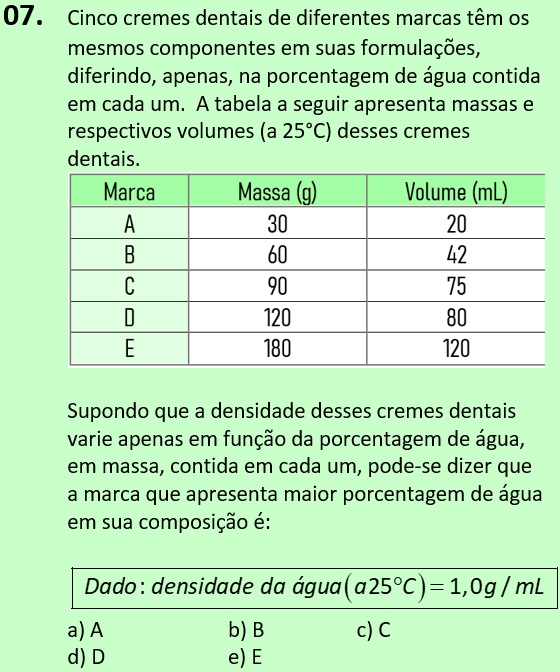 07. Cinco cremes dentais de diferentes marcas têm os
mesmos componentes em suas formulações,
diferindo, apenas, na porcentagem de água contida
em cada um. A tabela a seguir apresenta massas e
respectivos volumes (a 25°C) desses cremes
dentais.
Marca Massa (g) Volume (mL)
A 30 20
B 60 42
C 90 75
D 120 80
E 180 120
Supondo que a densidade desses cremes dentais
varie apenas em função da porcentagem de água,
em massa, contida em cada um, pode-se dizer que
a marca que apresenta maior porcentagem de água
em sua composição é:
Dado: densidade da água(a25°C)=1,0g/mL
a) A b) B c) C
d) D e) E